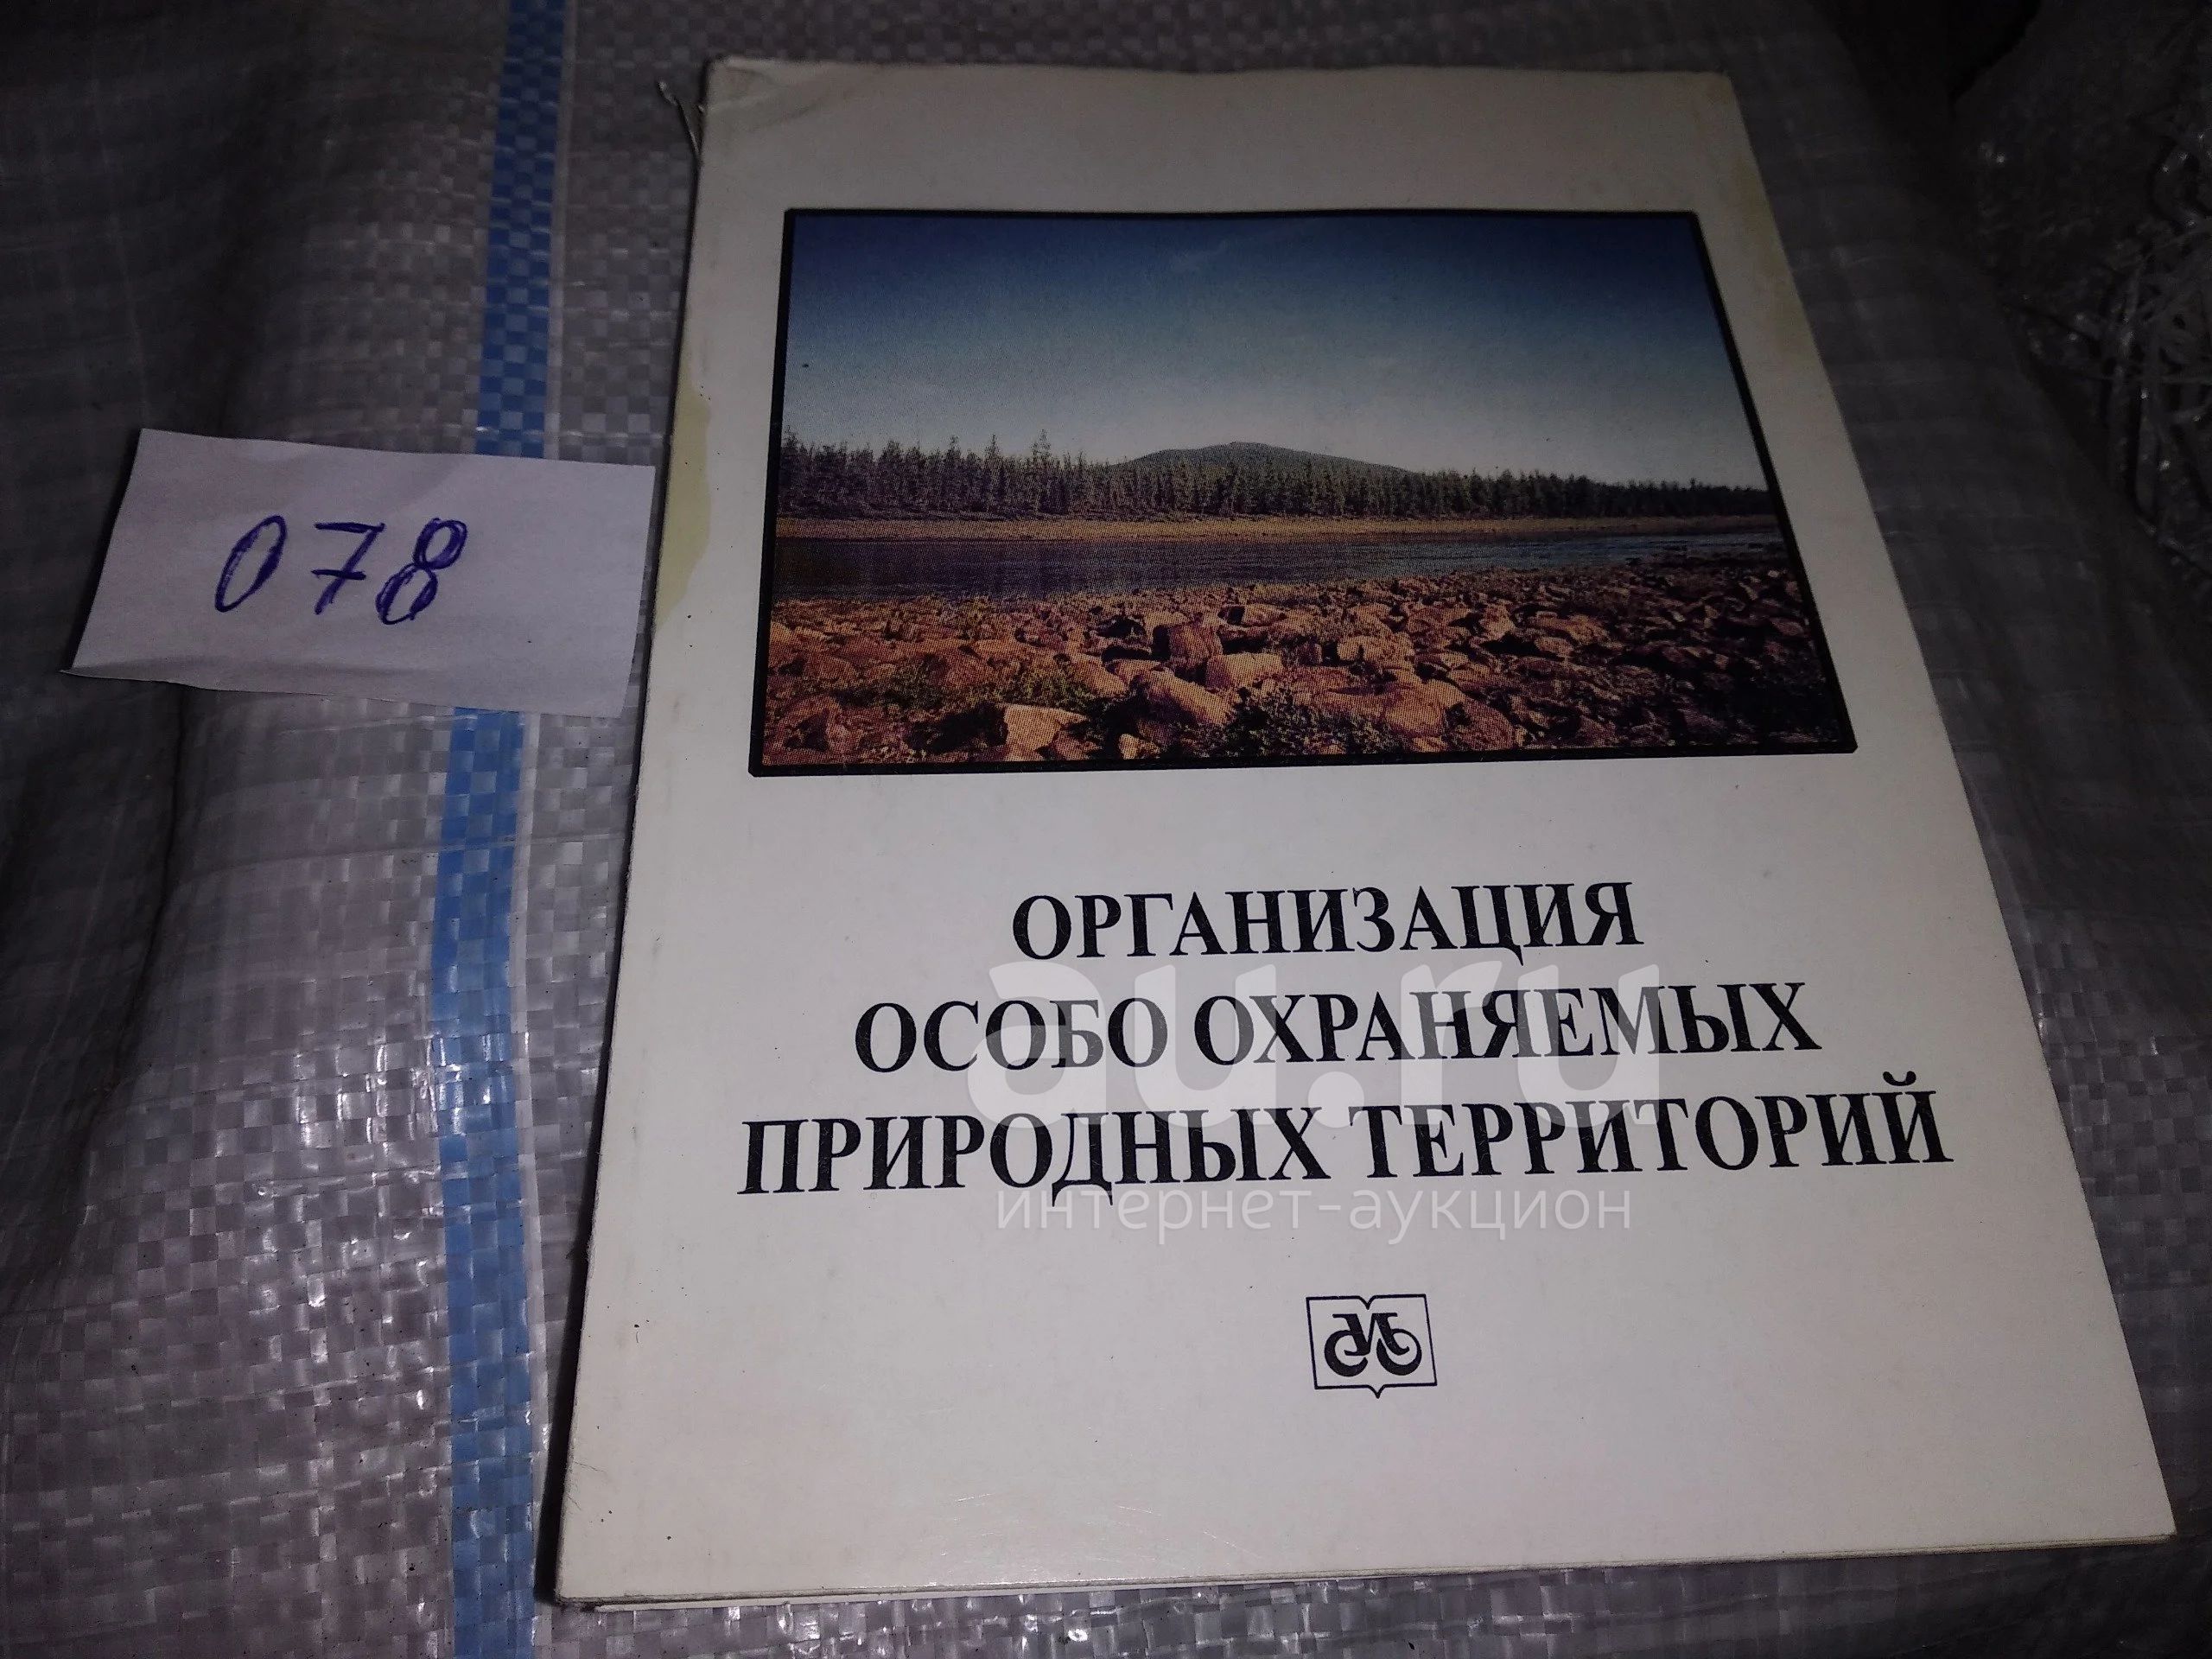 078
ОРГАНИЗАЦИЯ
ОСОБО ОХРАНЯЕМЫХ
ПРИРОДНЫХ ТЕРРИТОРИЙ
au.ru
интернет-аукцион